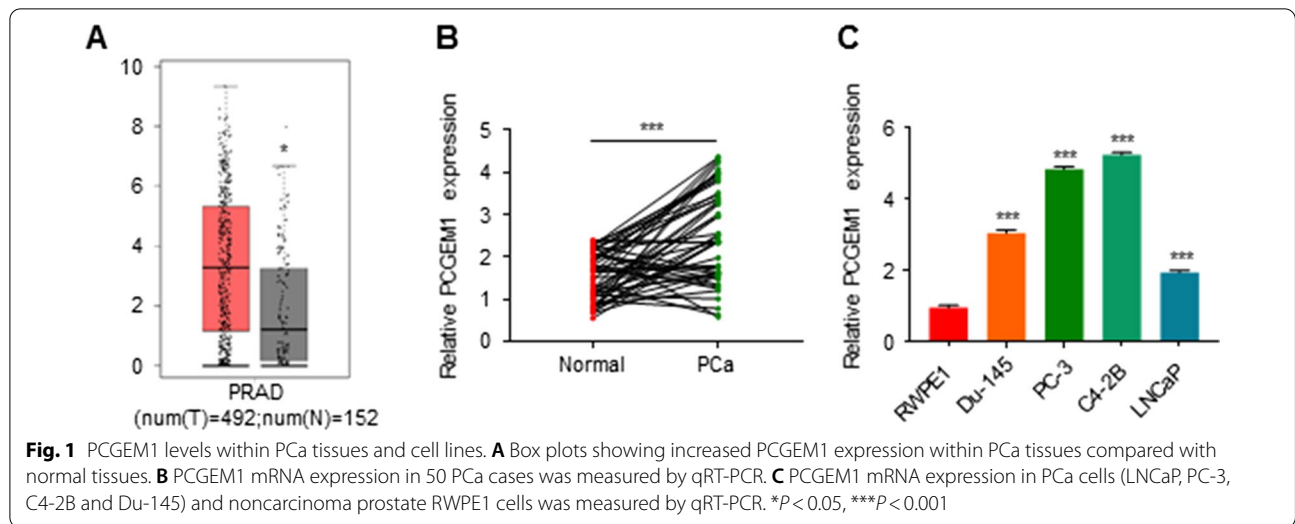 A
10
8
6
4
2
0
*
PRAD
(num(T)=492;num(N)=152
B
Relative PCGEM1 expression
5
4
3
2
1
0
***
Normal PCa
C
Relative PCGEM1 expression
6
4
2
0
***
***
***
***
RWPE1
Du-145
PC-3
C4-2B
LNCaP
Fig. 1 PCGEM1 levels within PCa tissues and cell lines. A Box plots showing increased PCGEM1 expression within PCa tissues compared with
normal tissues. B PCGEM1 mRNA expression in 50 PCa cases was measured by qRT-PCR. C PCGEM1 mRNA expression in PCa cells (LNCaP, PC-3,
C4-2B and Du-145) and noncarcinoma prostate RWPE1 cells was measured by qRT-PCR. *P < 0.05, ***P < 0.001